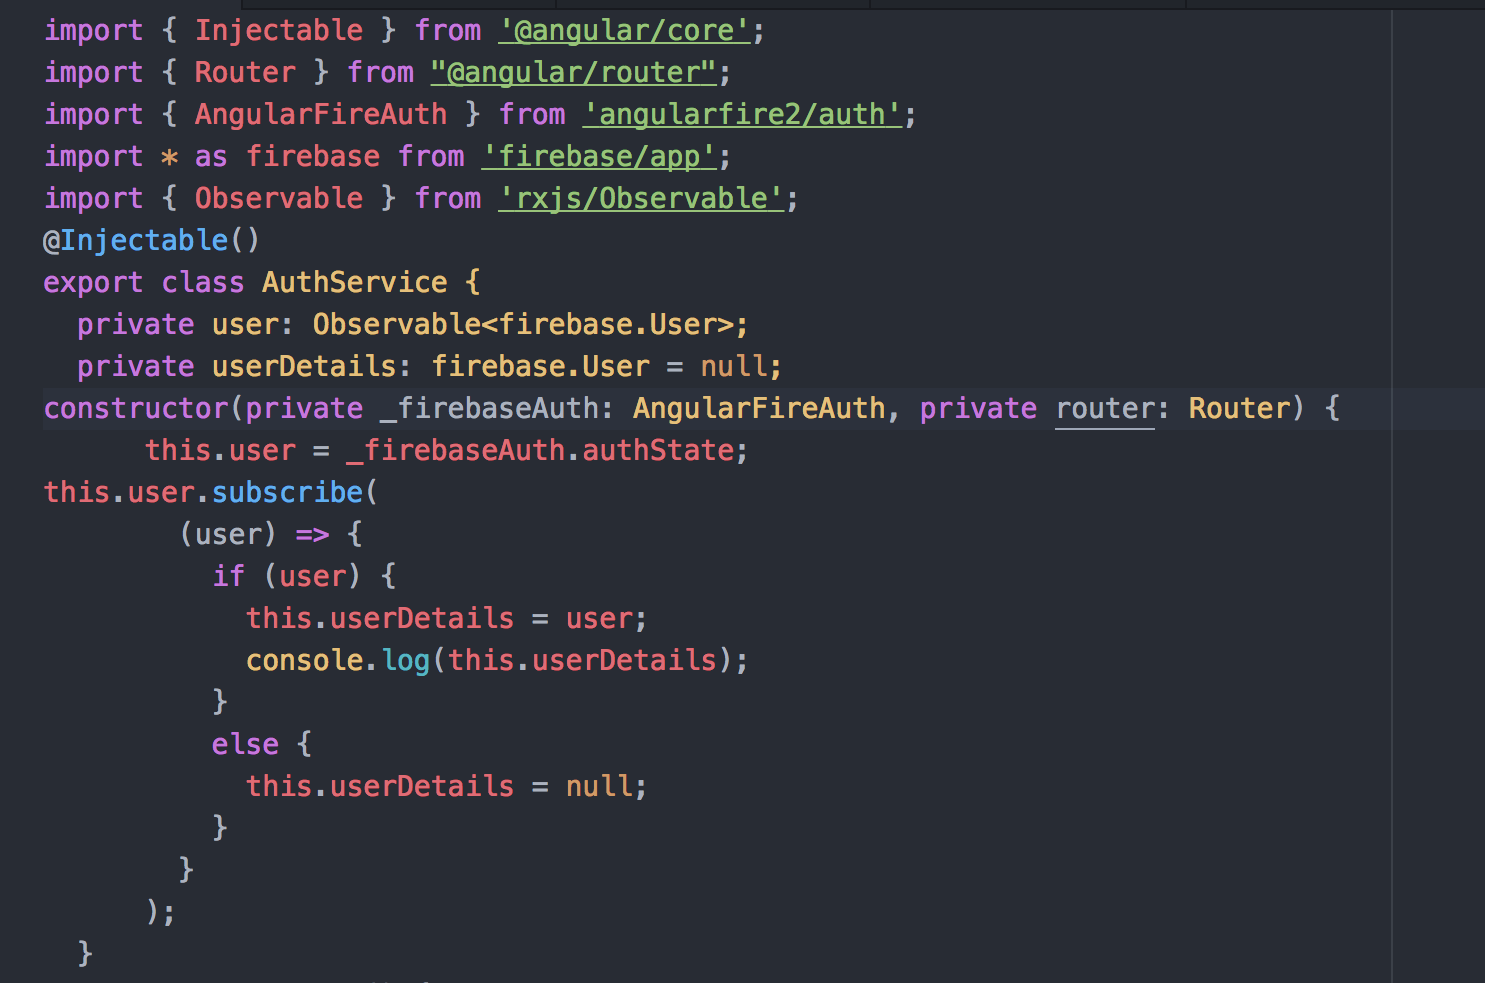 import { Injectable } from '@angular/core';
import { Router } from "@angular/router";
import { AngularFireAuth } from 'angularfire2/auth';
import * as firebase from 'firebase/app';
import { Observable } from 'rxjs/Observable';
@Injectable()
export class AuthService {
  private user: Observable<firebase.User>;
  private userDetails: firebase.User = null;
constructor(private _firebaseAuth: AngularFireAuth, private router: Router) {
      this.user = _firebaseAuth.authState;
this.user.subscribe(
        (user) => {
          if (user) {
            this.userDetails = user;
            console.log(this.userDetails);
          }
          else {
            this.userDetails = null;
          }
        }
      );
  }